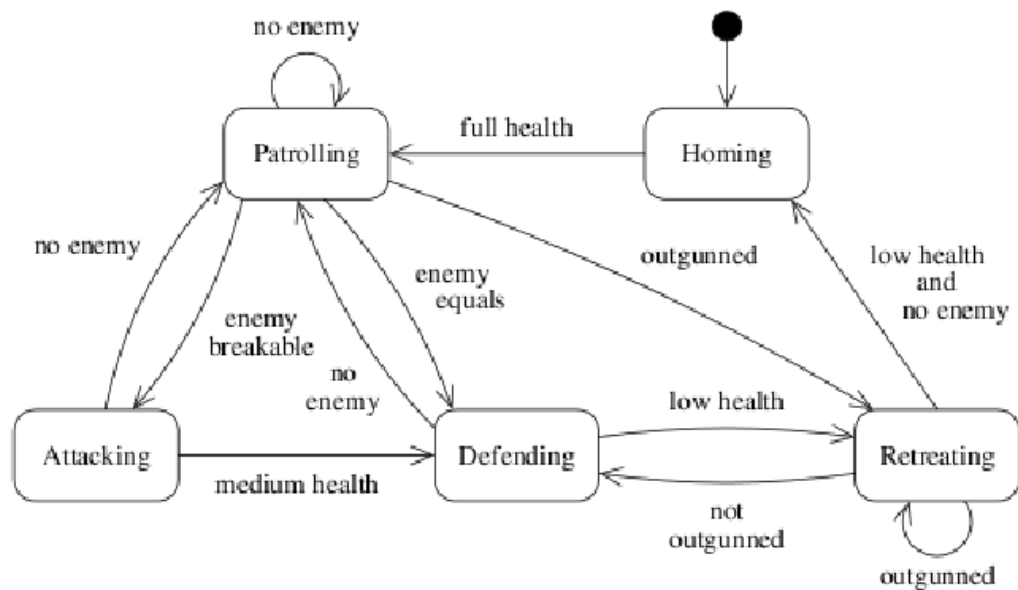 no enemy
Patrolling
full health
Homing
no enemy
enemy
breakable
enemy
equals
no
enemy
outgunned
low health
and
no enemy
Attacking
medium health
Defending
low health
not
outgunned
Retreating
outgunned